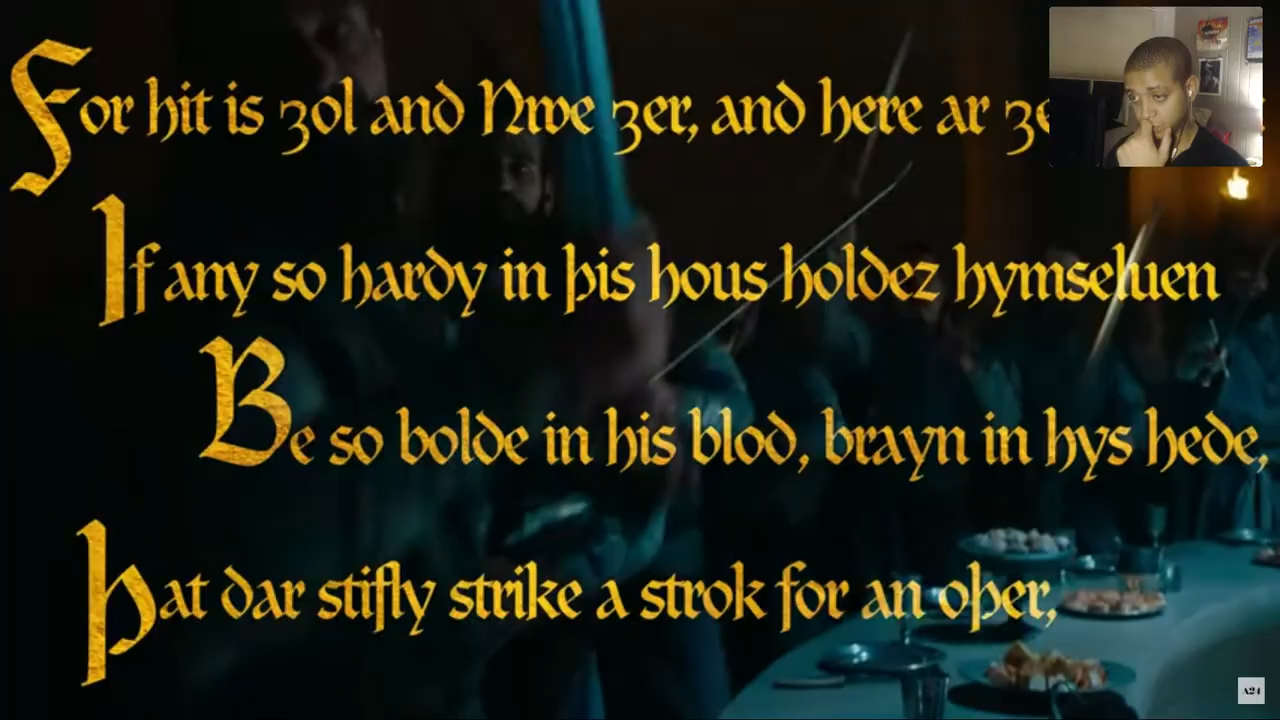 For hit is ȝol and Nwe ȝer, and here ar
If any so hardy in þis hous holdez hymseluen
Be so bolde in his blod, brayn in hys hede,
Þat dar stifly strike a strok for an oþer,
A24